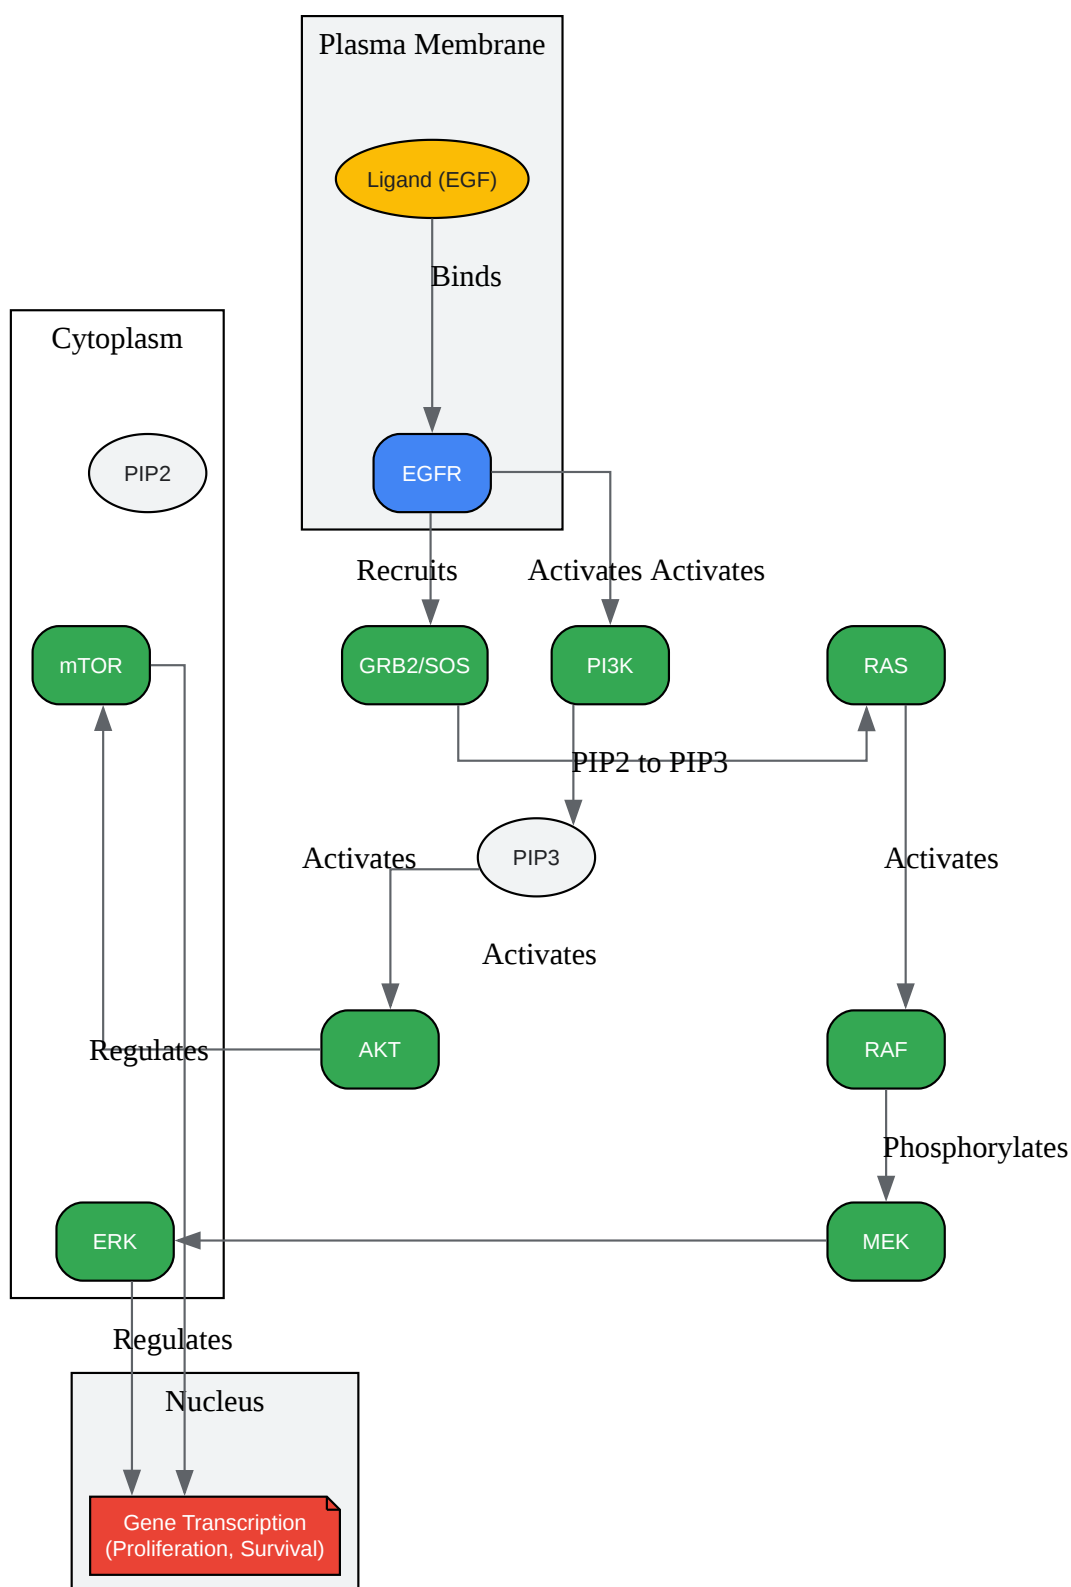 Plasma Membrane
Ligand (EGF)
Binds
Cytoplasm
PIP2
EGFR
Recruits
Activates
Activates
mTOR
GRB2/SOS
PI3K
RAS
PIP2 to PIP3
Activates
PIP3
Activates
Activates
Regulates
AKT
RAF
Phosphorylates
ERK
MEK
Regulates
Nucleus
Gene Transcription
(Proliferation, Survival)